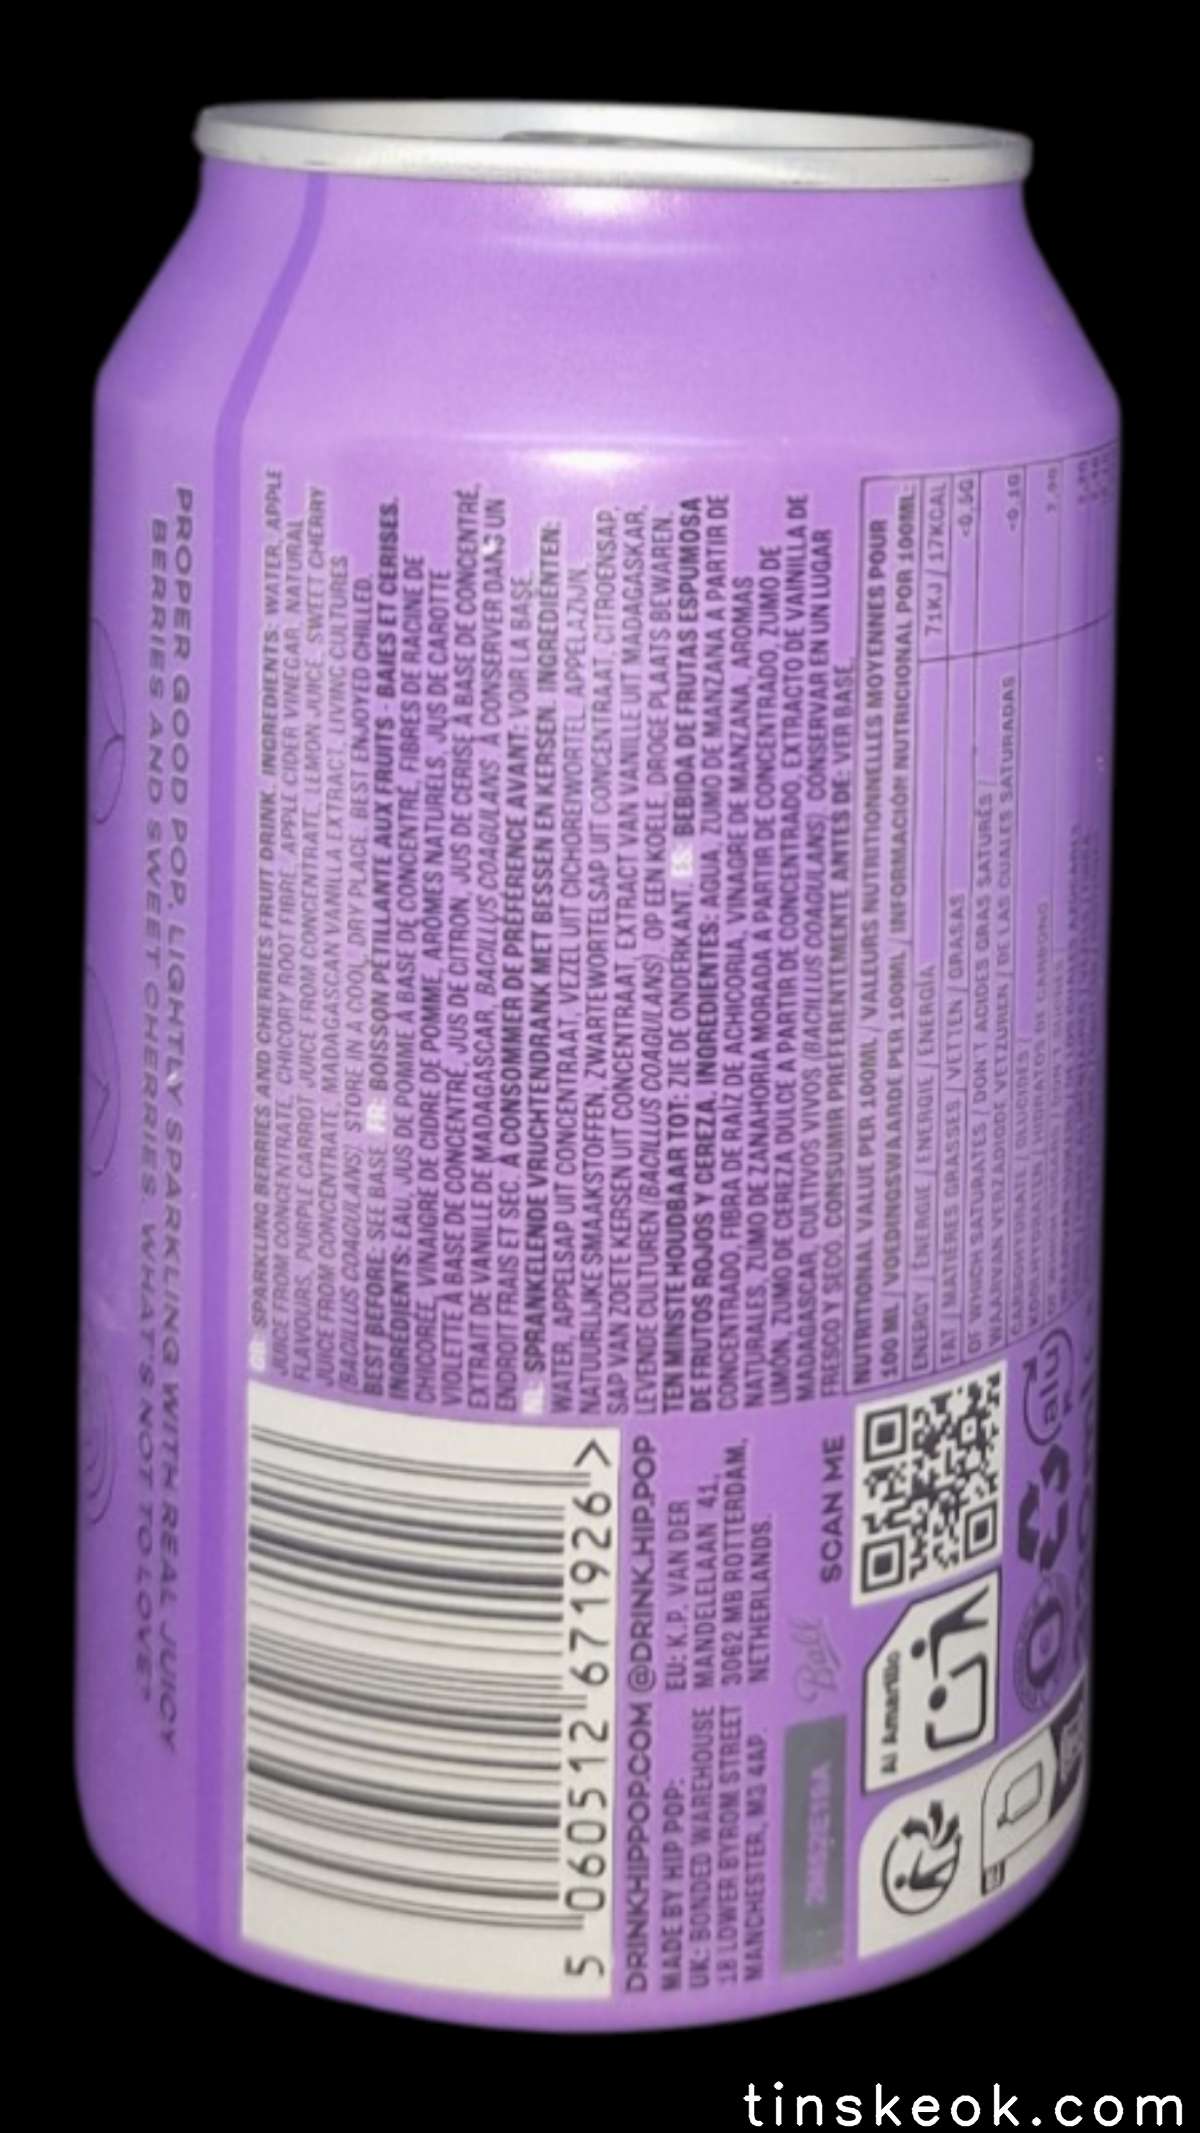 PROPER GOOD POP, LIGHTLY SPARKLING WITH REAL JUICY
BERRIES AND SWEET CHERRIES. WHAT'S NOT TO LOVE?
GB: SPARKLING BERRIES AND CHERRIES FRUIT DRINK. INGREDIENTS: WATER, APPLE
JUICE FROM CONCENTRATE, CHICORY ROOT FIBRE, APPLE CIDER VINEGAR, NATURAL
FLAVOURS, PURPLE CARROT JUICE FROM CONCENTRATE, LEMON JUICE, SWEET CHERRY
JUICE FROM CONCENTRATE, MADAGASCAN VANILLA EXTRACT, LIVING CULTURES
(BACILLUS COAGULANS). STORE IN A COOL, DRY PLACE. BEST ENJOYED CHILLED.
BEST BEFORE: SEE BASE. FR: BOISSON PETILLANTE AUX FRUITS - BAIES ET CERISES.
INGRÉDIENTS: EAU, JUS DE POMME À BASE DE CONCENTRÉ, FIBRES DE RACINE DE
CHICORÉE, VINAIGRE DE CIDRE DE POMME, ARÔMES NATURELS, JUS DE CAROTTE
VIOLETTE À BASE DE CONCENTRÉ, JUS DE CITRON, JUS DE CERISE À BASE DE CONCENTRÉ,
EXTRAIT DE VANILLE DE MADAGASCAR, BACILLUS COAGULANS. À CONSERVER DANS UN
ENDROIT FRAIS ET SEC. À CONSOMMER DE PRÉFÉRENCE AVANT: VOIR LA BASE.
NL: SPRANKELENDE VRUCHTENDRANK MET BESSEN EN KERSEN. INGREDIËNTEN:
WATER, APPELSAP UIT CONCENTRAAT, VEZEL UIT CICHOREIWORTEL, APPELAZIJN,
NATUURLIJKE SMAAKSTOFFEN, ZWARTE WORTELSAP UIT CONCENTRAAT, CITROENSAP,
SAP VAN ZOETE KERSEN UIT CONCENTRAAT, EXTRACT VAN VANILLE UIT MADAGASKAR,
LEVENDE CULTUREN (BACILLUS COAGULANS). OP EEN KOELE, DROGE PLAATS BEWAREN.
TEN MINSTE HOUDBAAR TOT: ZIE DE ONDERKANT. ES: BEBIDA DE FRUTAS ESPUMOSA
DE FRUTOS ROJOS Y CEREZA. INGREDIENTES: AGUA, ZUMO DE MANZANA A PARTIR DE
CONCENTRADO, FIBRA DE RAÍZ DE ACHICORIA, VINAGRE DE MANZANA, AROMAS
NATURALES, ZUMO DE ZANAHORIA MORADA A PARTIR DE CONCENTRADO, ZUMO DE
LIMÓN, ZUMO DE CEREZA DULCE A PARTIR DE CONCENTRADO, EXTRACTO DE VAINILLA DE
MADAGASCAR, CULTIVOS VIVOS (BACILLUS COAGULANS). CONSERVAR EN UN LUGAR
FRESCO Y SECO. CONSUMIR PREFERENTEMENTE ANTES DE: VER BASE.
NUTRITIONAL VALUE PER 100ML / VALEURS NUTRITIONNELLES MOYENNES POUR
100 ML / VOEDINGSWAARDE PER 100ML / INFORMACIÓN NUTRICIONAL POR 100ML:
ENERGY / ÉNERGIE / ENERGIE / ENERGÍA 71KJ / 17KCAL
FAT / MATIÈRES GRASSES / VETTEN / GRASAS <0.5G
OF WHICH SATURATES / DONT ACIDES GRAS SATURÉS /
WAARVAN VERZADIGDE VETZUREN / DE LAS CUALES SATURADAS <0.1G
CARBOHYDRATE / GLUCIDES /
KOOLHYDRATEN / HIDRATOS DE CARBONO
5 060512 671926 >
DRINKHIPPOP.COM @DRINK.HIP.POP
MADE BY HIP POP:
UK: BONDED WAREHOUSE
18 LOWER BYROM STREET
MANCHESTER, M3 4AP.
EU: K.P. VAN DER
MANDELELAAN 41,
3062 MB ROTTERDAM,
NETHERLANDS.
Ball
SCAN ME
Al Amarillo
alu
tinskeok.com